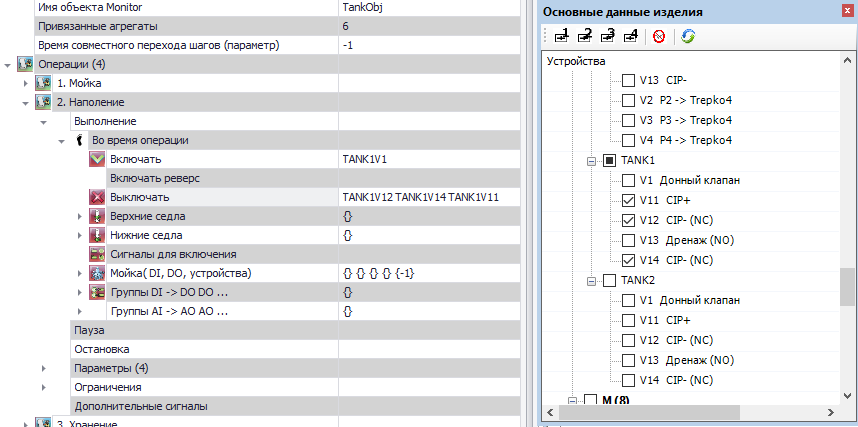 Имя объекта Monitor TankObj
Привязанные агрегаты 6
Время совместного перехода шагов (параметр) -1
Операции (4)
1. Мойка
2. Наполение
Выполнение
Во время операции
Включать TANK1V1
Включать реверс
Выключать TANK1V12 TANK1V14 TANK1V11
Верхние седла {}
Нижние седла {}
Сигналы для включения
Мойка( DI, DO, устройства) {} {} {} {} {-1}
Группы DI -> DO DO ... {}
Группы AI -> AO AO ... {}
Пауза
Остановка
Параметры (4)
Ограничения
Дополнительные сигналы
3. Хранение
Основные данные изделия
1 2 3 4
Устройства
V13 CIP-
V2 P2 -> Trepko4
V3 P3 -> Trepko4
V4 P4 -> Trepko4
TANK1
V1 Донный клапан
V11 CIP+
V12 CIP- (NC)
V13 Дренаж (NO)
V14 CIP- (NC)
TANK2
V1 Донный клапан
V11 CIP+
V12 CIP- (NC)
V13 Дренаж (NO)
V14 CIP- (NC)
M (8)